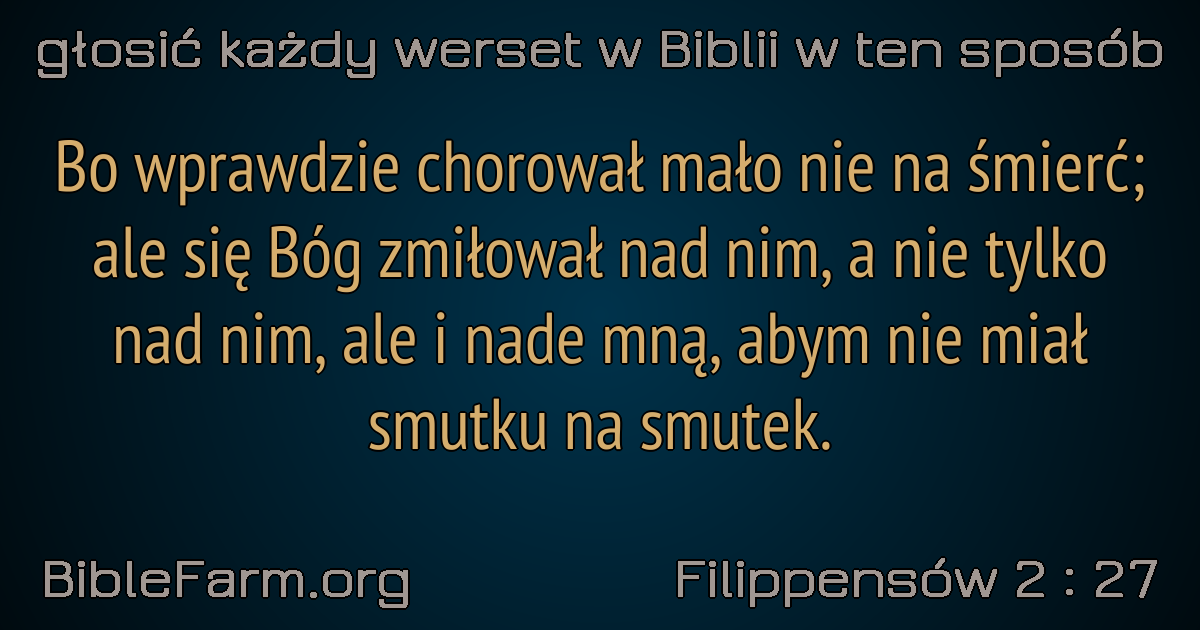 głosić każdy werset w Biblii w ten sposób
Bo wprawdzie chorował mało nie na śmierć;
ale się Bóg zmiłował nad nim, a nie tylko
nad nim, ale i nade mną, abym nie miał
smutku na smutek.
BibleFarm.org
Filippensów 2 : 27